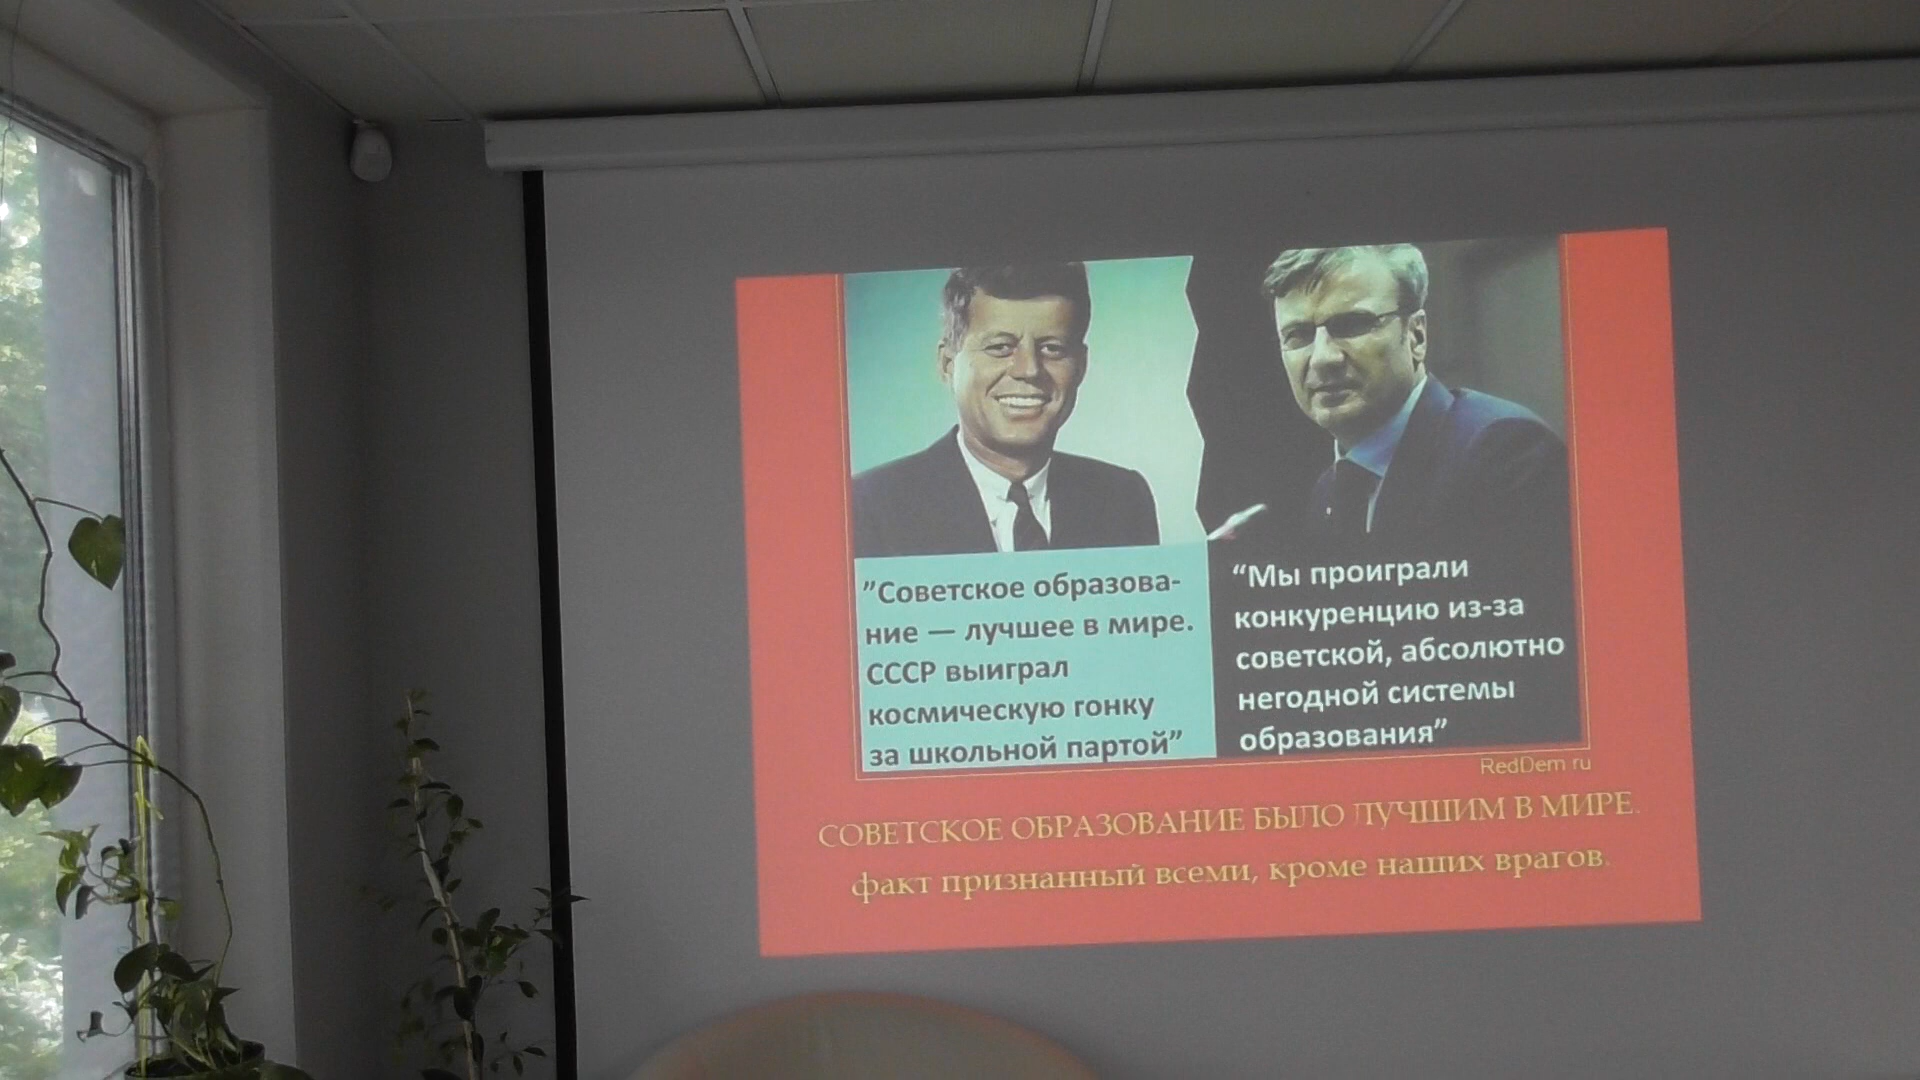 ”Советское образова-
ние — лучшее в мире.
СССР выиграл
космическую гонку
за школьной партой”
“Мы проиграли
конкуренцию из-за
советской, абсолютно
негодной системы
образования”
RedDem ru
СОВЕТСКОЕ ОБРАЗОВАНИЕ БЫЛО ЛУЧШИМ В МИРЕ.
факт признанный всеми, кроме наших врагов.